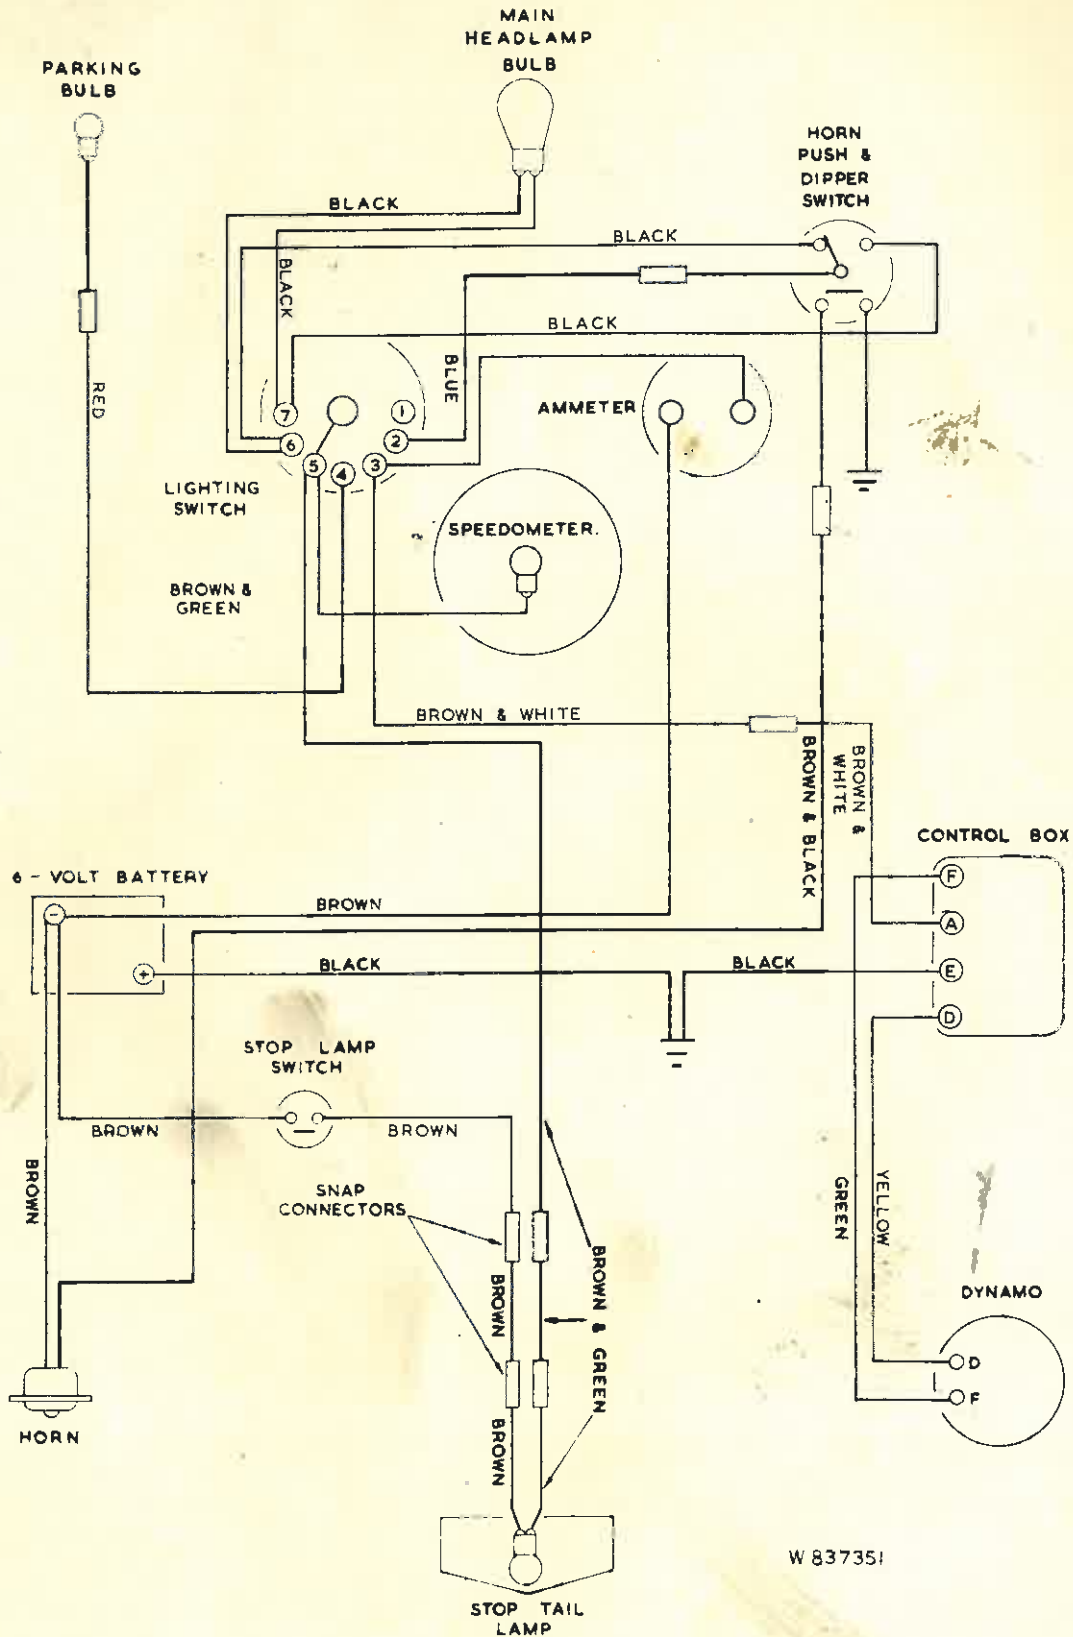 MAIN
HEADLAMP
BULB
PARKING
BULB
HORN
PUSH &
DIPPER
SWITCH
BLACK
BLACK
BLACK
BLACK
BLUE
RED
AMMETER
7
1
6
2
5
4
3
LIGHTING
SWITCH
SPEEDOMETER.
BROWN &
GREEN
BROWN & WHITE
BROWN & BLACK
BROWN &
WHITE
CONTROL BOX
F
A
E
D
6 - VOLT BATTERY
-
+
BROWN
BLACK
BLACK
STOP LAMP
SWITCH
BROWN
BROWN
BROWN
SNAP
CONNECTORS
BROWN
BROWN & GREEN
BROWN
GREEN
YELLOW
DYNAMO
D
F
HORN
STOP TAIL
LAMP
W 837351